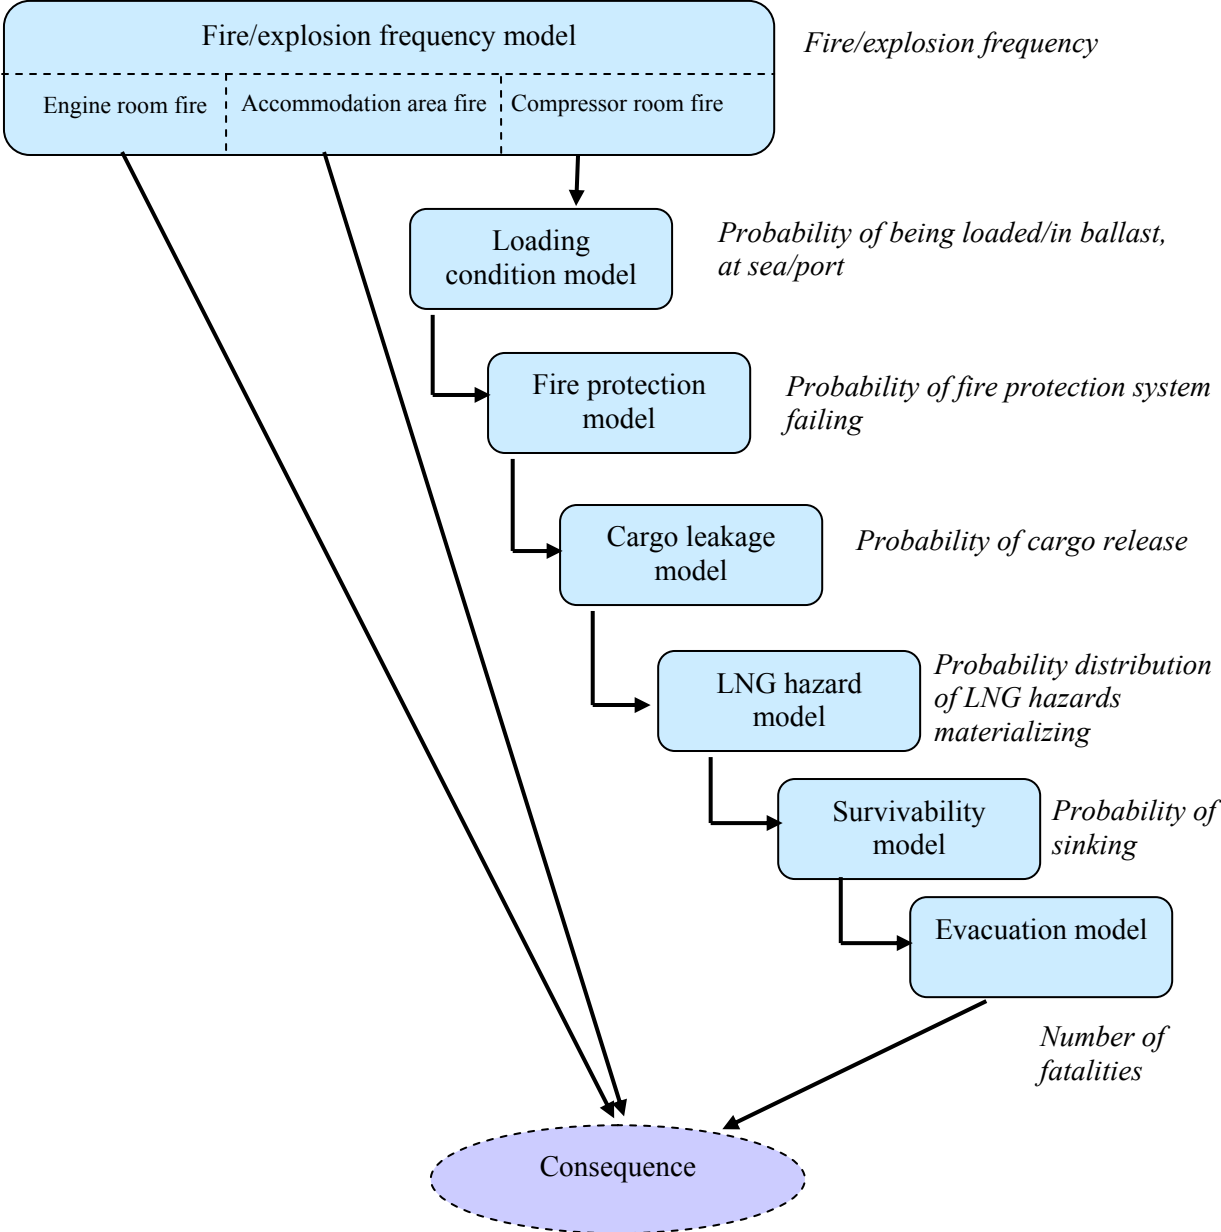 Fire/explosion frequency model
Fire/explosion frequency
Engine room fire
Accommodation area fire
Compressor room fire
Loading
condition model
Probability of being loaded/in ballast,
at sea/port
Fire protection
model
Probability of fire protection system
failing
Cargo leakage
model
Probability of cargo release
LNG hazard
model
Probability distribution
of LNG hazards
materializing
Survivability
model
Probability of
sinking
Evacuation model
Number of
fatalities
Consequence